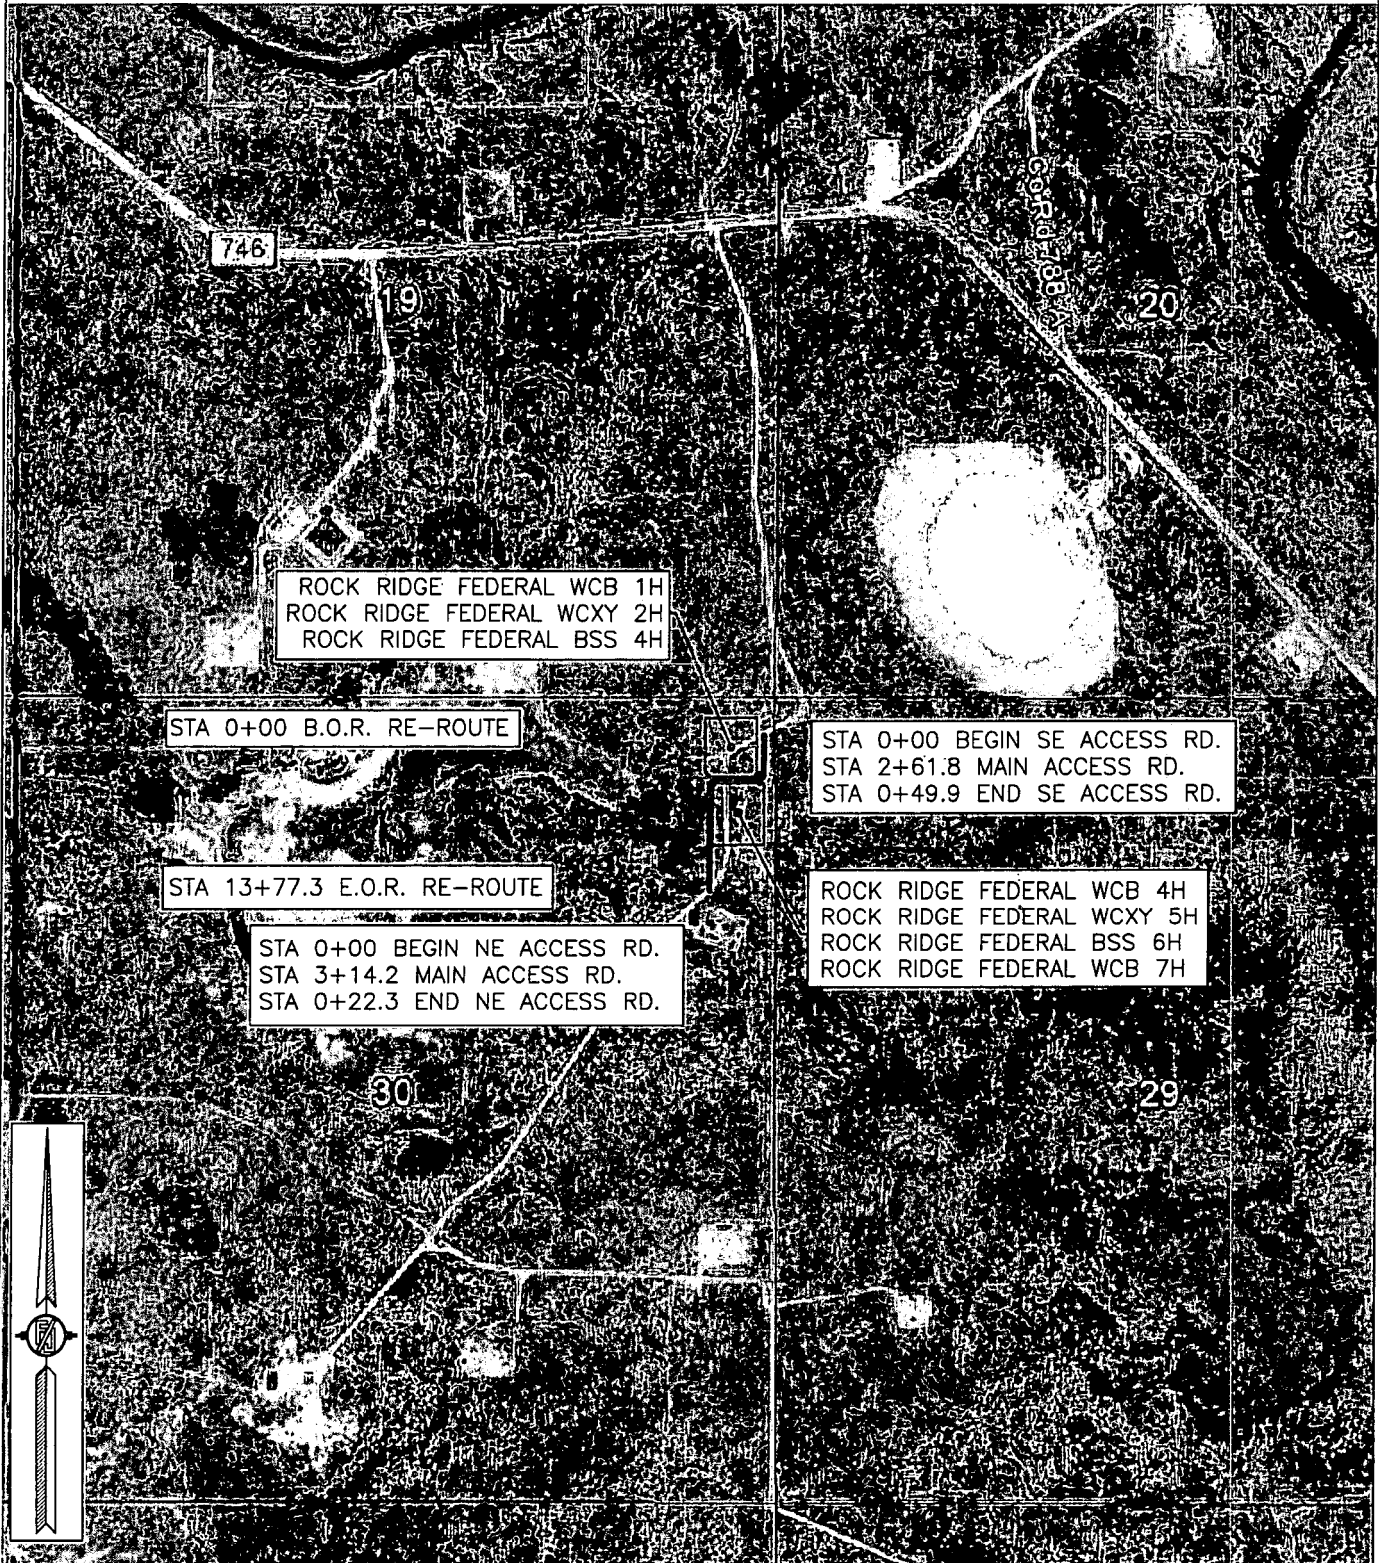 Co.Rd.788
746
19
20
ROCK RIDGE FEDERAL WCB 1H
ROCK RIDGE FEDERAL WCXY 2H
ROCK RIDGE FEDERAL BSS 4H
STA 0+00 B.O.R. RE-ROUTE
STA 0+00 BEGIN SE ACCESS RD.
STA 2+61.8 MAIN ACCESS RD.
STA 0+49.9 END SE ACCESS RD.
STA 13+77.3 E.O.R. RE-ROUTE
ROCK RIDGE FEDERAL WCB 4H
ROCK RIDGE FEDERAL WCXY 5H
ROCK RIDGE FEDERAL BSS 6H
ROCK RIDGE FEDERAL WCB 7H
STA 0+00 BEGIN NE ACCESS RD.
STA 3+14.2 MAIN ACCESS RD.
STA 0+22.3 END NE ACCESS RD.
30
29